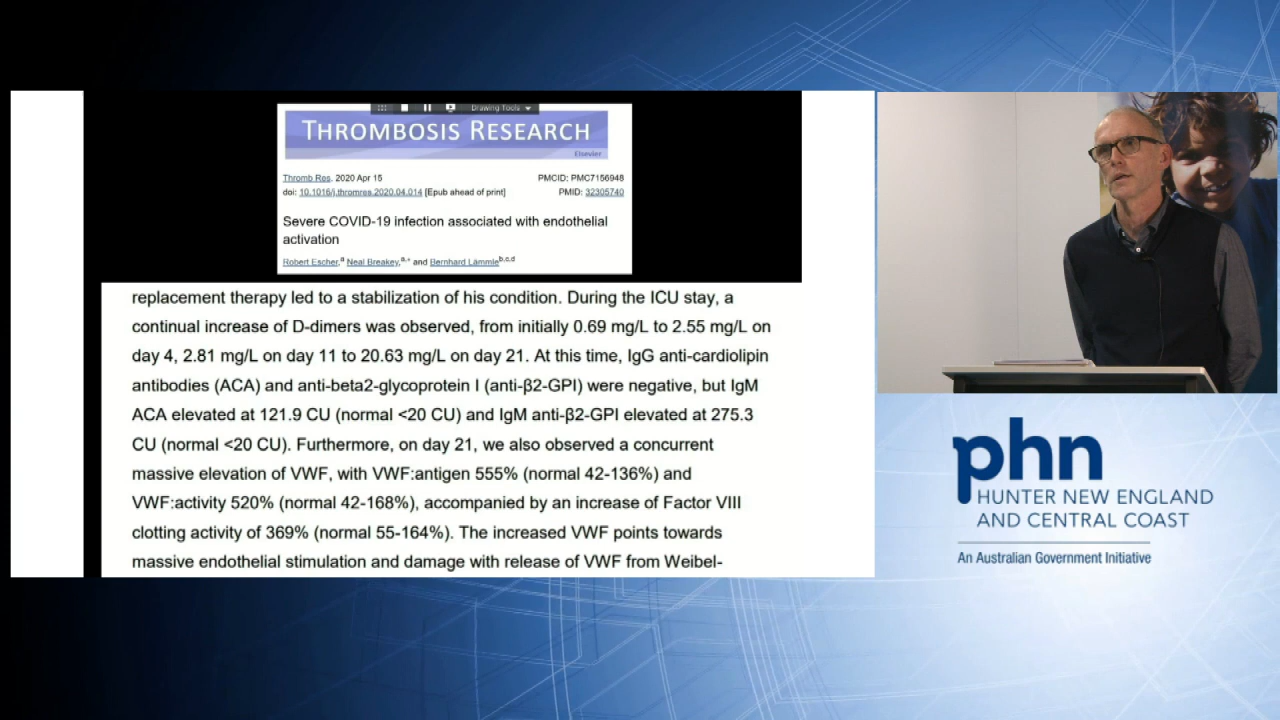 Drawing Tools
THROMBOSIS RESEARCH
Elsevier
Thromb Res. 2020 Apr 15
PMCID: PMC7156948
doi: 10.1016/j.thromres.2020.04.014 [Epub ahead of print]
PMID: 32305740
Severe COVID-19 infection associated with endothelial
activation
Robert Escher,a Neal Breakey,a,* and Bernhard Lämmleb,c,d
replacement therapy led to a stabilization of his condition. During the ICU stay, a
continual increase of D-dimers was observed, from initially 0.69 mg/L to 2.55 mg/L on
day 4, 2.81 mg/L on day 11 to 20.63 mg/L on day 21. At this time, IgG anti-cardiolipin
antibodies (ACA) and anti-beta2-glycoprotein I (anti-β2-GPI) were negative, but IgM
ACA elevated at 121.9 CU (normal <20 CU) and IgM anti-β2-GPI elevated at 275.3
CU (normal <20 CU). Furthermore, on day 21, we also observed a concurrent
massive elevation of VWF, with VWF:antigen 555% (normal 42-136%) and
VWF:activity 520% (normal 42-168%), accompanied by an increase of Factor VIII
clotting activity of 369% (normal 55-164%). The increased VWF points towards
massive endothelial stimulation and damage with release of VWF from Weibel-
phn
HUNTER NEW ENGLAND
AND CENTRAL COAST
An Australian Government Initiative